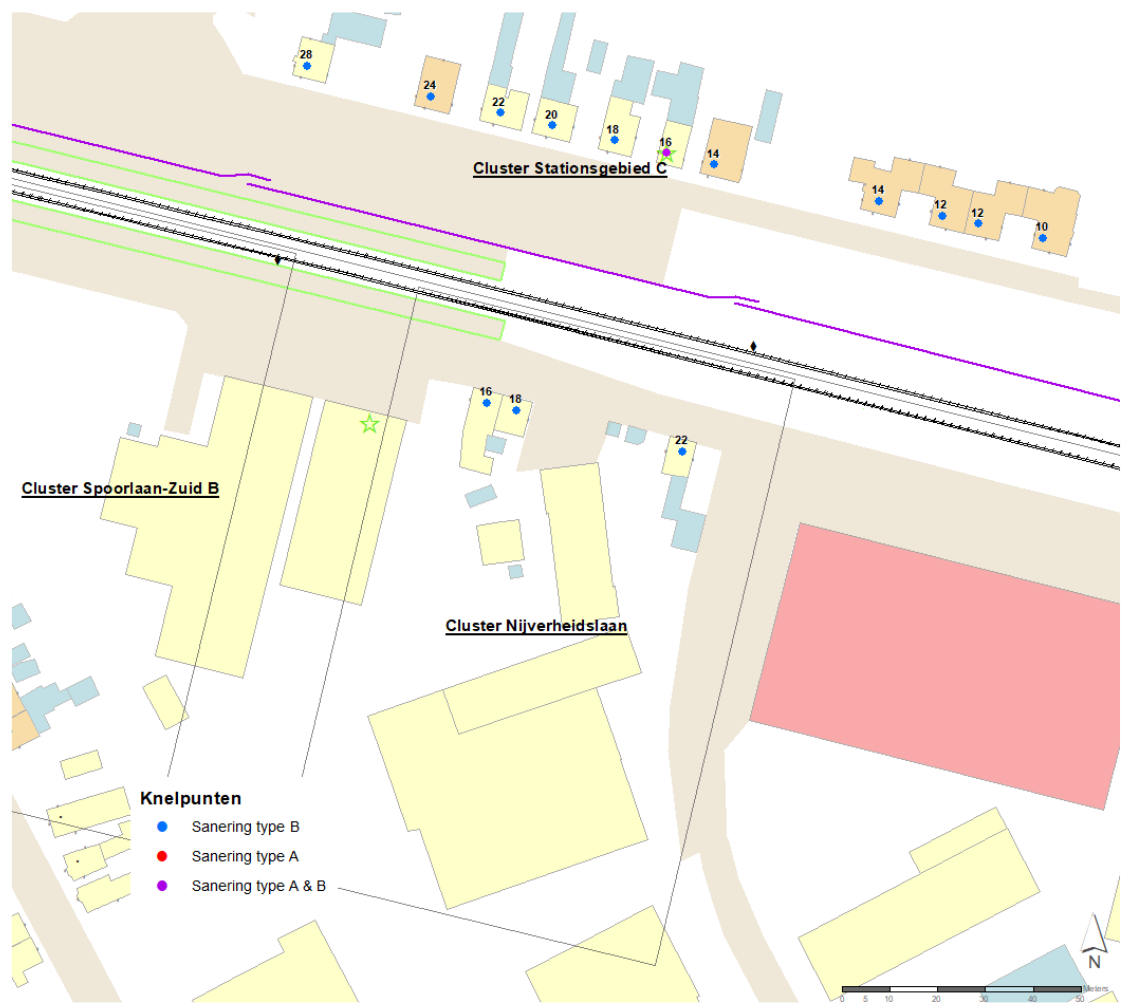 28
24
22
20
18
16
14
Cluster Stationsgebied C
14
12
12
10
16
18
22
Cluster Spoorlaan-Zuid B
Cluster Nijverheidslaan
Knelpunten
Sanering type B
Sanering type A
Sanering type A & B
N
Meters
0 5 10 20 30 40 50